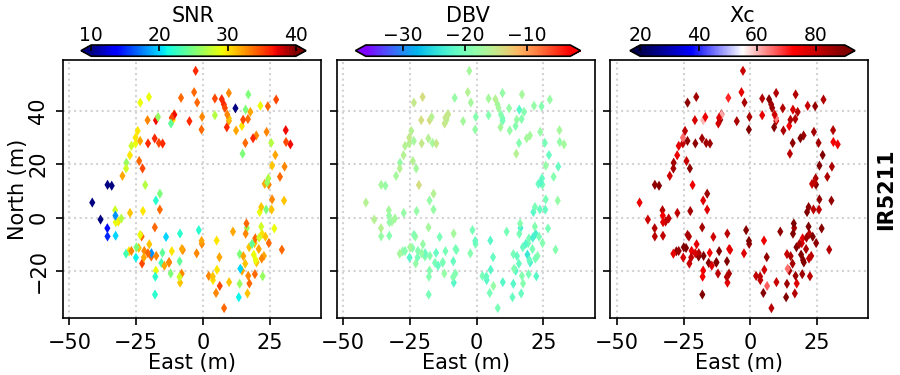 SNR DBV Xc
10 20 30 40 −30 −20 −10 20 40 60 80
40
20
0
−20
North (m)
−50 −25 0 25 −50 −25 0 25 −50 −25 0 25
East (m) East (m) East (m)
IR5211